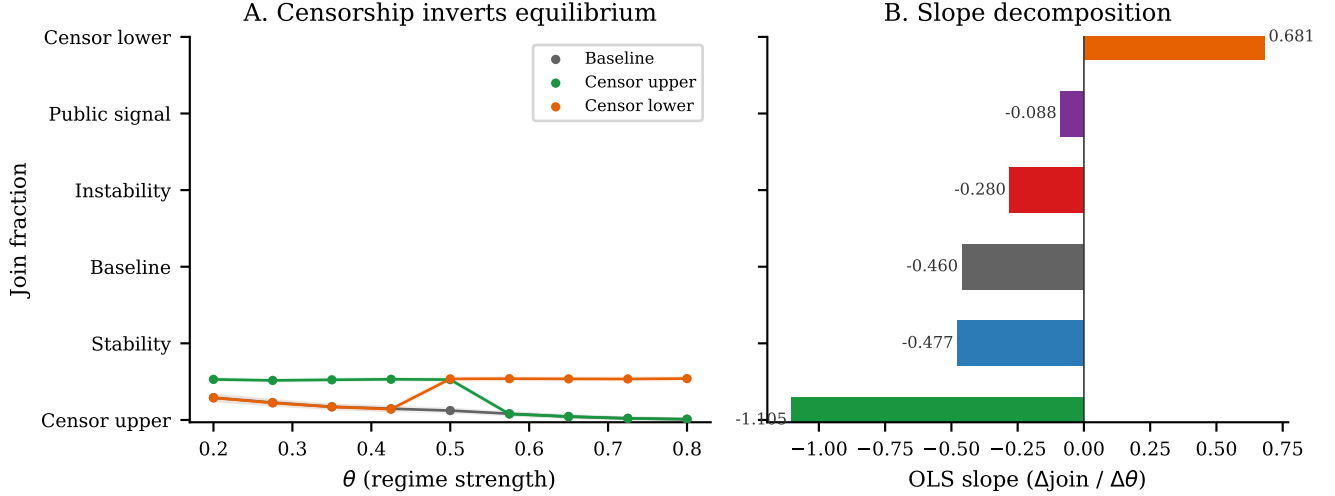 A. Censorship inverts equilibrium
Join fraction
Censor lower
Public signal
Instability
Baseline
Stability
Censor upper
Baseline
Censor upper
Censor lower
0.2 0.3 0.4 0.5 0.6 0.7 0.8
θ (regime strength)
B. Slope decomposition
0.681
-0.088
-0.280
-0.460
-0.477
-1.105
−1.00 −0.75 −0.50 −0.25 0.00 0.25 0.50 0.75
OLS slope (Δjoin / Δθ)